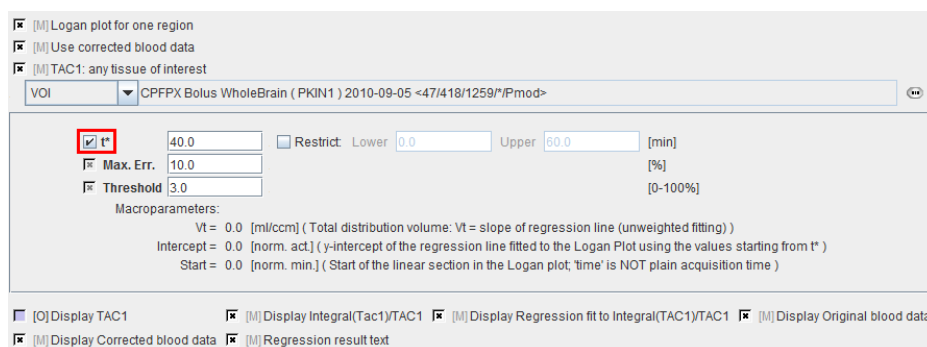 [M] Logan plot for one region
[M] Use corrected blood data
[M] TAC1: any tissue of interest
VOI CPFPX Bolus WholeBrain ( PKIN1 ) 2010-09-05 <47/418/1259/*/Pmod>
t* 40.0 Restrict: Lower 0.0 Upper 60.0 [min]
Max. Err. 10.0 [%]
Threshold 3.0 [0-100%]
Macroparameters:
Vt = 0.0 [ml/ccm] ( Total distribution volume: Vt = slope of regression line (unweighted fitting) )
Intercept = 0.0 [norm. act.] ( y-intercept of the regression line fitted to the Logan Plot using the values starting from t* )
Start = 0.0 [norm. min.] ( Start of the linear section in the Logan plot; 'time' is NOT plain acquisition time )
[O] Display TAC1 [M] Display Integral(Tac1)/TAC1 [M] Display Regression fit to Integral(TAC1)/TAC1 [M] Display Original blood data
[M] Display Corrected blood data [M] Regression result text